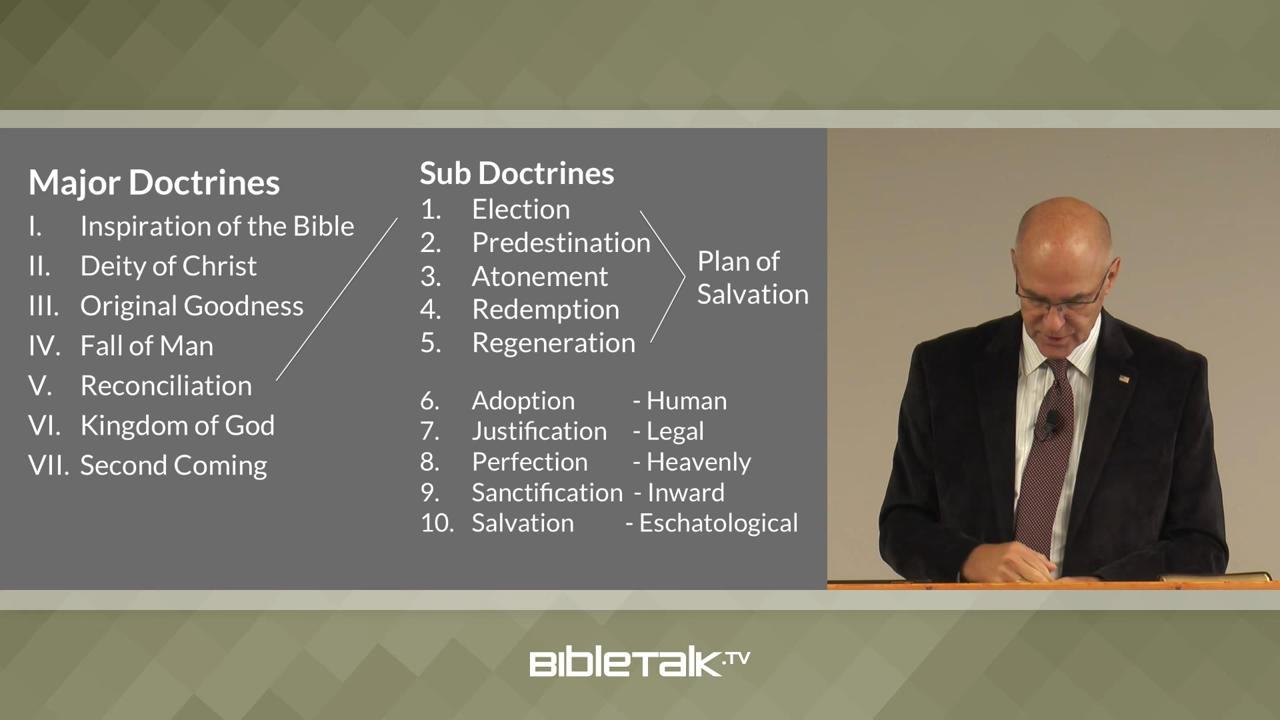 Major Doctrines
I. Inspiration of the Bible
II. Deity of Christ
III. Original Goodness
IV. Fall of Man
V. Reconciliation
VI. Kingdom of God
VII. Second Coming
Sub Doctrines
1. Election
2. Predestination
3. Atonement
4. Redemption
5. Regeneration
Plan of
Salvation
6. Adoption - Human
7. Justification - Legal
8. Perfection - Heavenly
9. Sanctification - Inward
10. Salvation - Eschatological
BibleTalk.TV